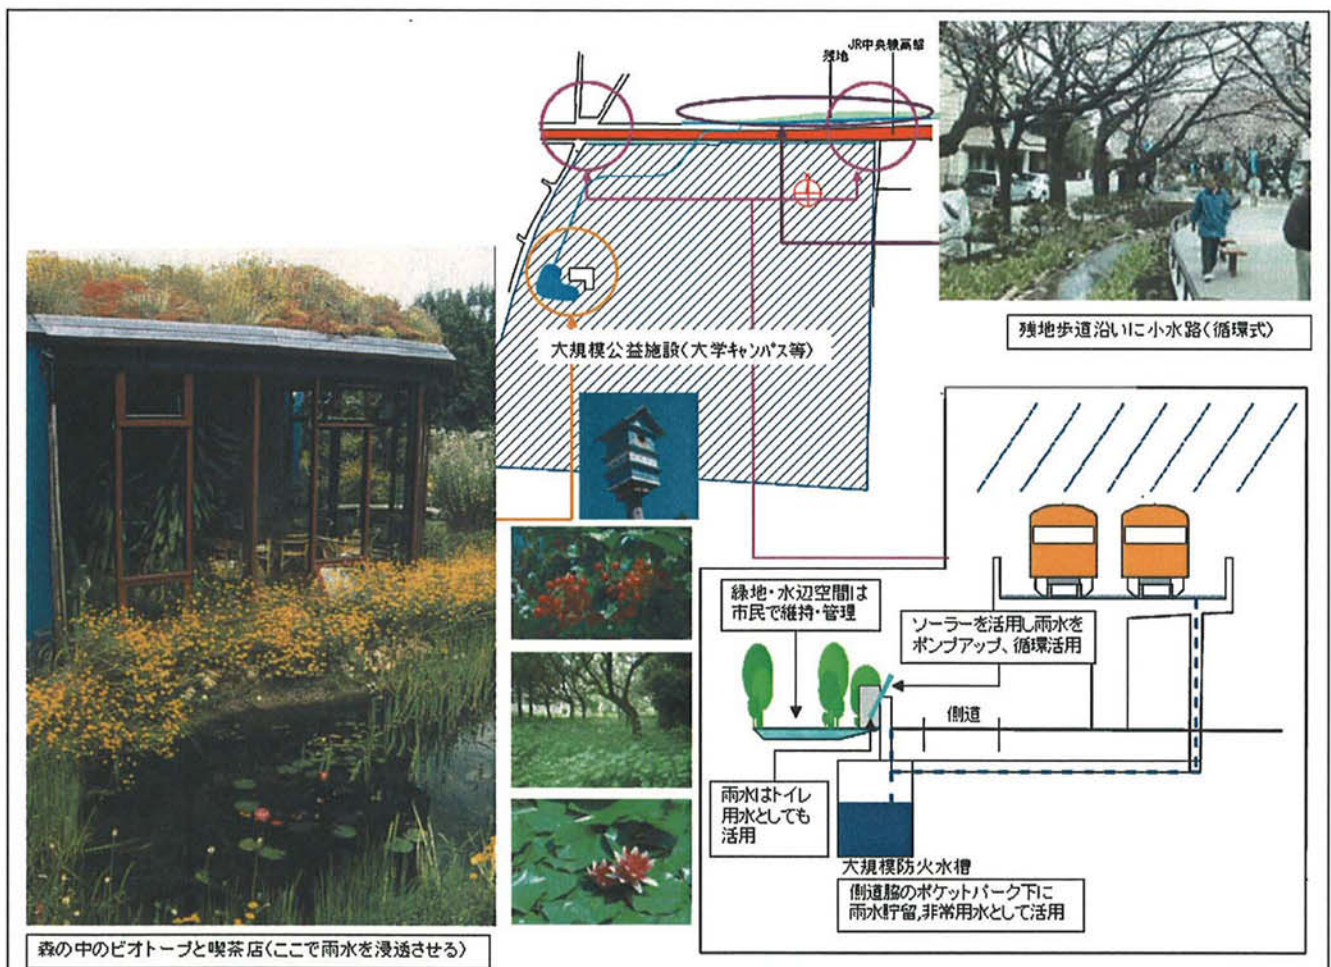 JR中央線高架
残地
残地歩道沿いに小水路(循環式)
大規模公益施設(大学キャンパス等)
緑地・水辺空間は
市民で維持・管理
ソーラーを活用し雨水を
ポンプアップ、循環活用
側道
雨水はトイレ
用水としても
活用
大規模防火水槽
側道脇のポケットパーク下に
雨水貯留,非常用水として活用
森の中のビオトープと喫茶店(ここで雨水を浸透させる)